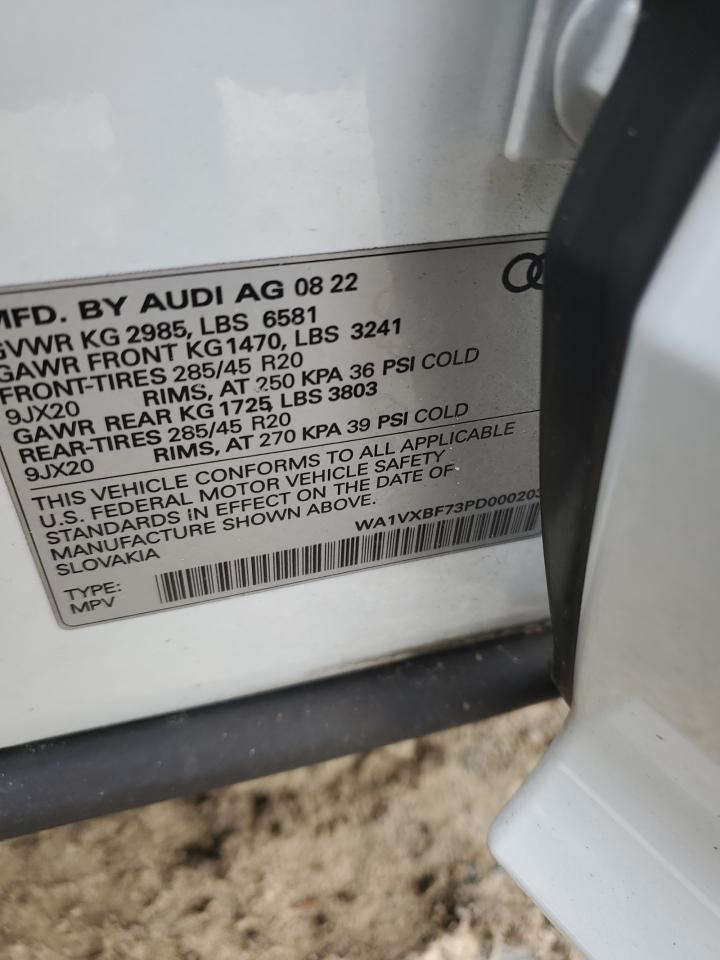 MFD. BY AUDI AG 08 22
GVWR KG 2985, LBS 6581
GAWR FRONT KG1470, LBS 3241
FRONT-TIRES 285/45 R20
9JX20 RIMS, AT 250 KPA 36 PSI COLD
GAWR REAR KG 1725, LBS 3803
REAR-TIRES 285/45 R20
9JX20 RIMS, AT 270 KPA 39 PSI COLD
THIS VEHICLE CONFORMS TO ALL APPLICABLE
U.S. FEDERAL MOTOR VEHICLE SAFETY
STANDARDS IN EFFECT ON THE DATE OF
MANUFACTURE SHOWN ABOVE.
SLOVAKIA WA1VXBF73PD000203
TYPE:
MPV